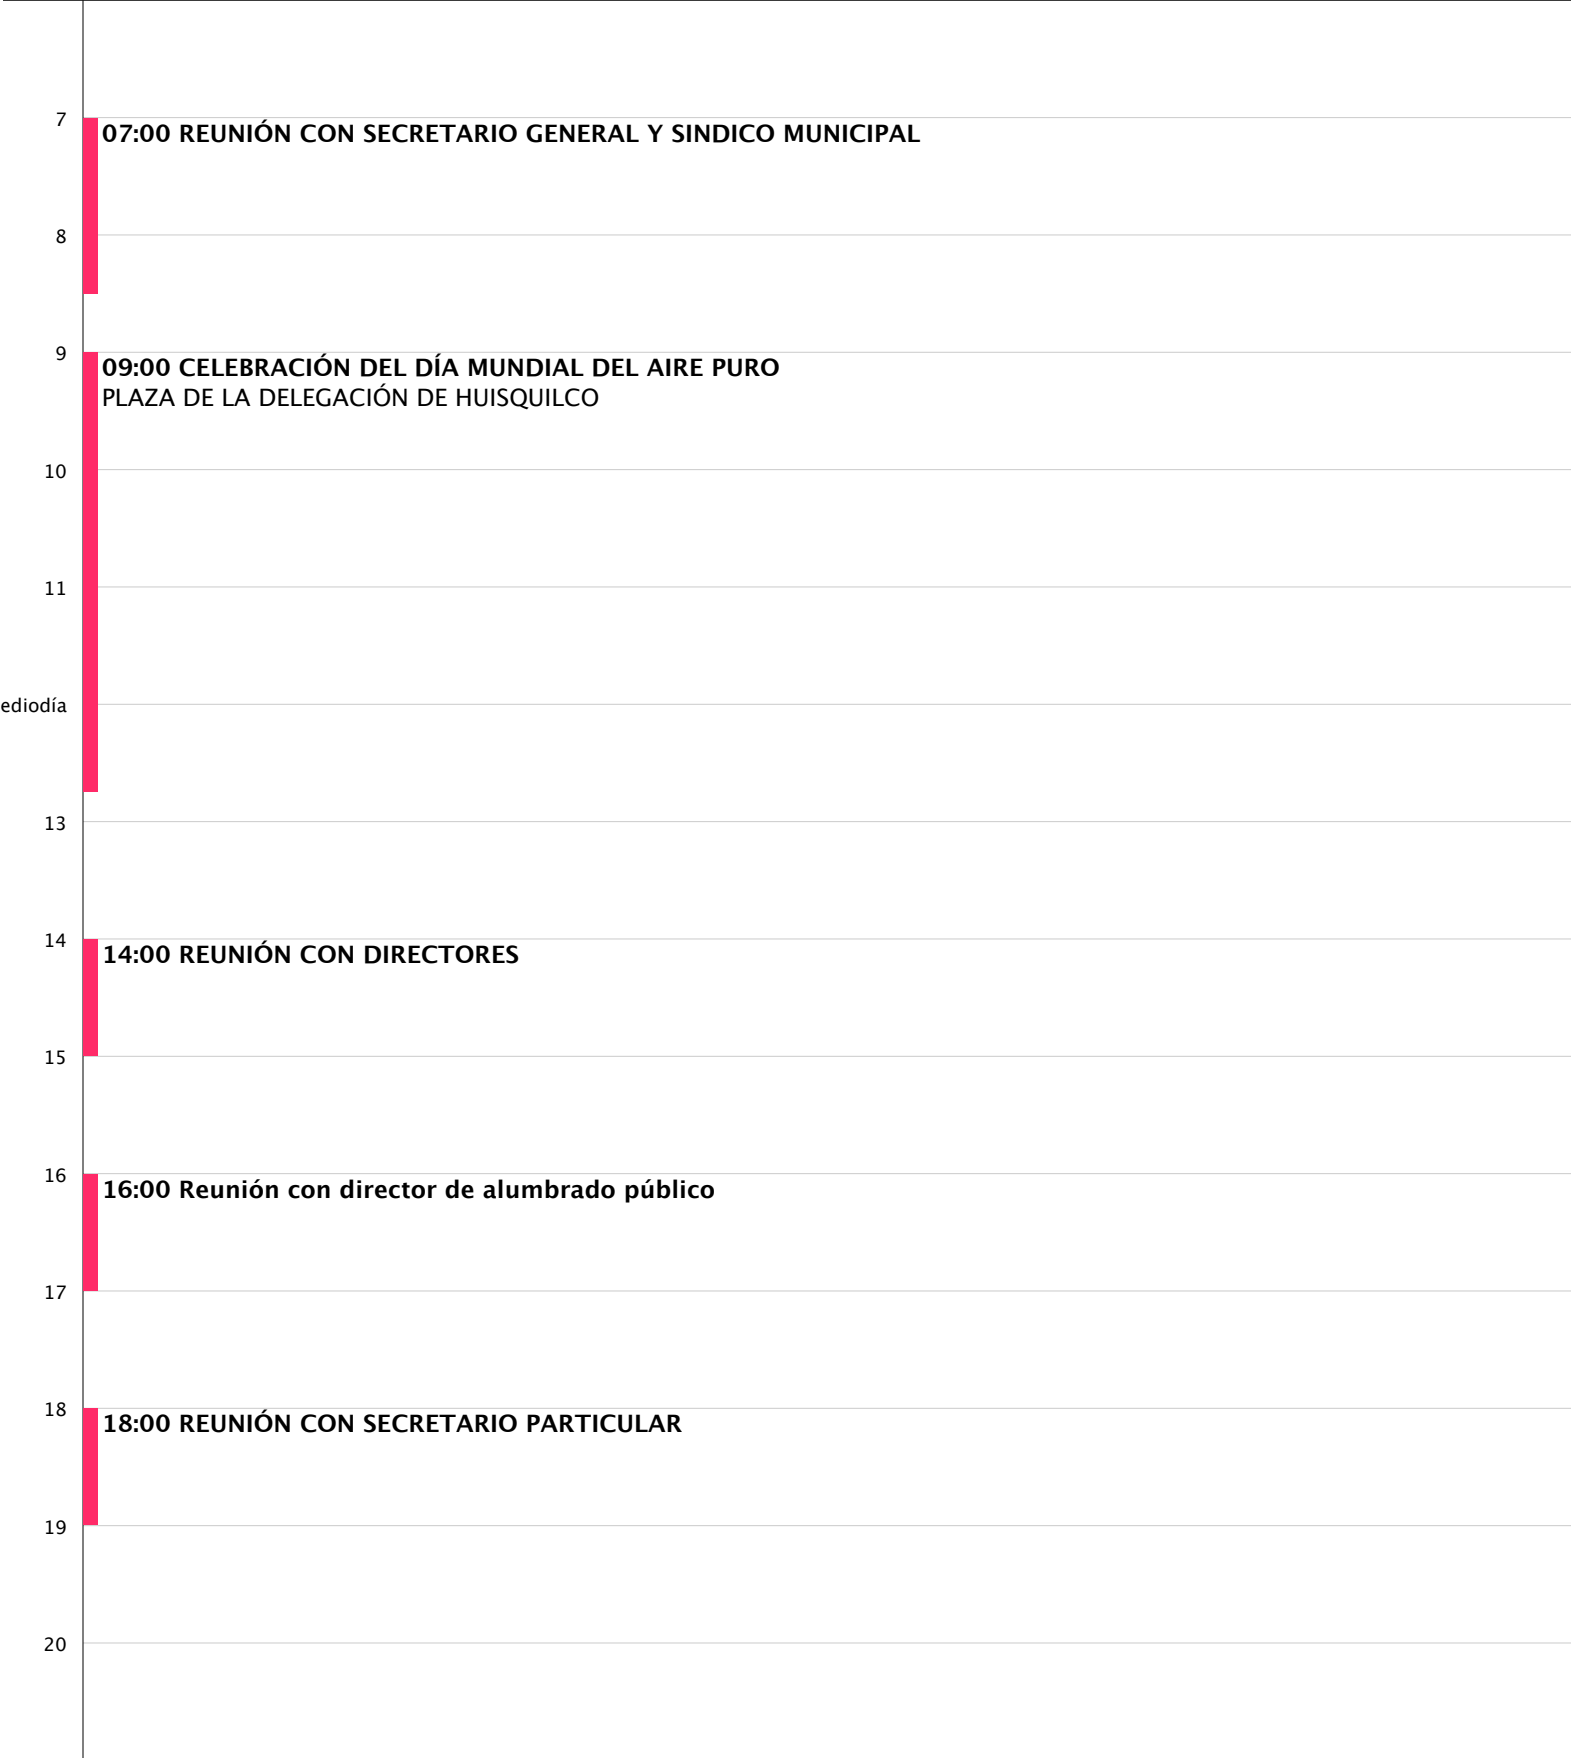 7
07:00 REUNIÓN CON SECRETARIO GENERAL Y SINDICO MUNICIPAL
8
9
09:00 CELEBRACIÓN DEL DÍA MUNDIAL DEL AIRE PURO
PLAZA DE LA DELEGACIÓN DE HUISQUILCO
10
11
ediodía
13
14
14:00 REUNIÓN CON DIRECTORES
15
16
16:00 Reunión con director de alumbrado público
17
18
18:00 REUNIÓN CON SECRETARIO PARTICULAR
19
20